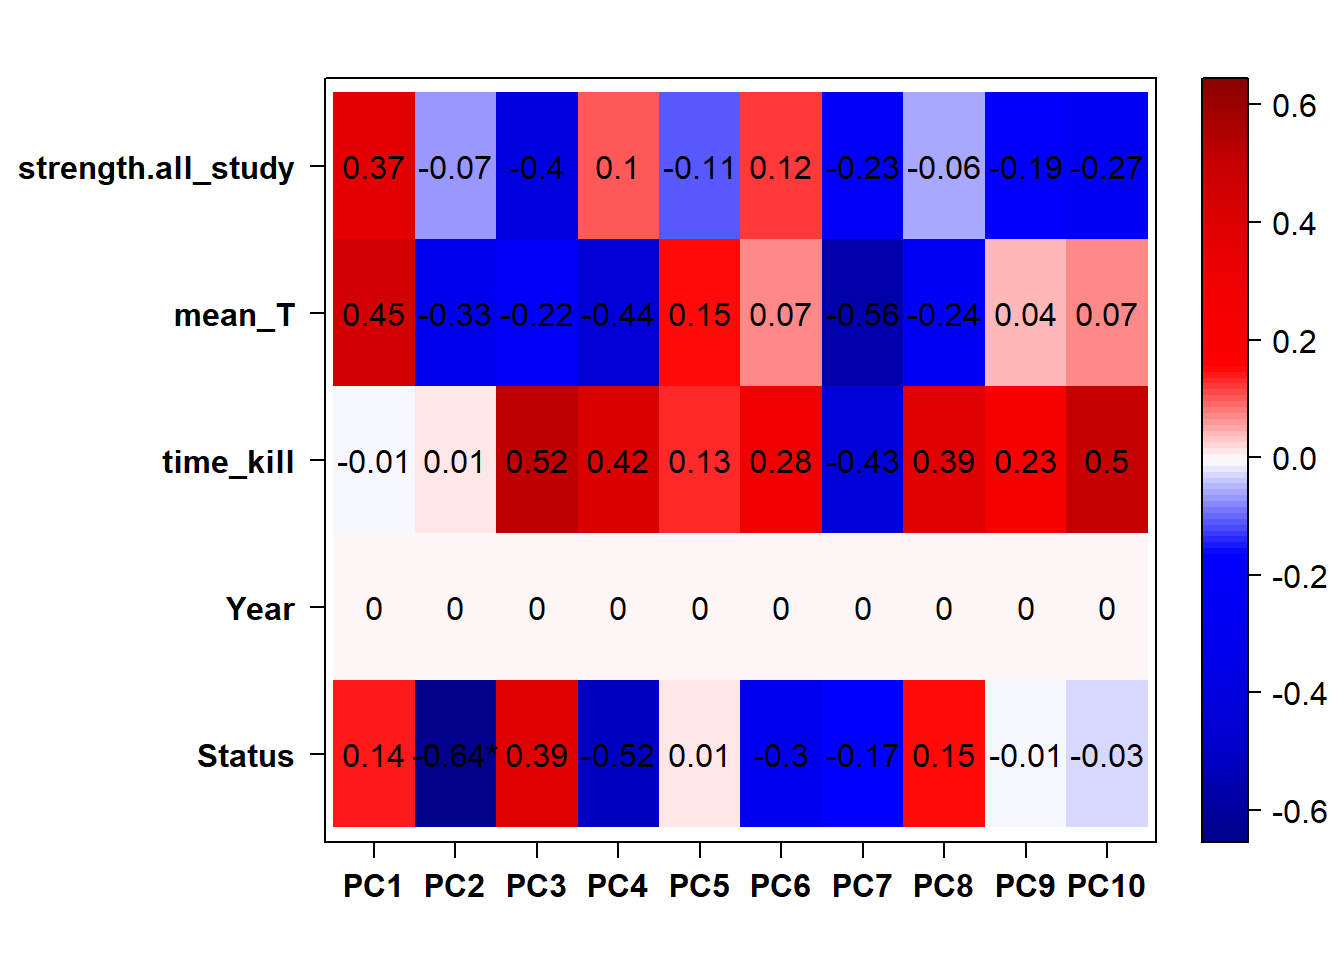 strength.all_study 0.37 -0.07 -0.4 0.1 -0.11 0.12 -0.23 -0.06 -0.19 -0.27
mean_T 0.45 -0.33 -0.22 -0.44 0.15 0.07 -0.56 -0.24 0.04 0.07
time_kill -0.01 0.01 0.52 0.42 0.13 0.28 -0.43 0.39 0.23 0.5
Year 0 0 0 0 0 0 0 0 0 0
Status 0.14 -0.64* 0.39 -0.52 0.01 -0.3 -0.17 0.15 -0.01 -0.03
PC1 PC2 PC3 PC4 PC5 PC6 PC7 PC8 PC9 PC10
0.6
0.4
0.2
0.0
-0.2
-0.4
-0.6